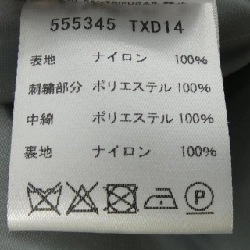 555345 TXD14
表地 ナイロン 100%
刺繍部分 ポリエステル 100%
中綿 ポリエステル 100%
裏地 ナイロン 100%
P